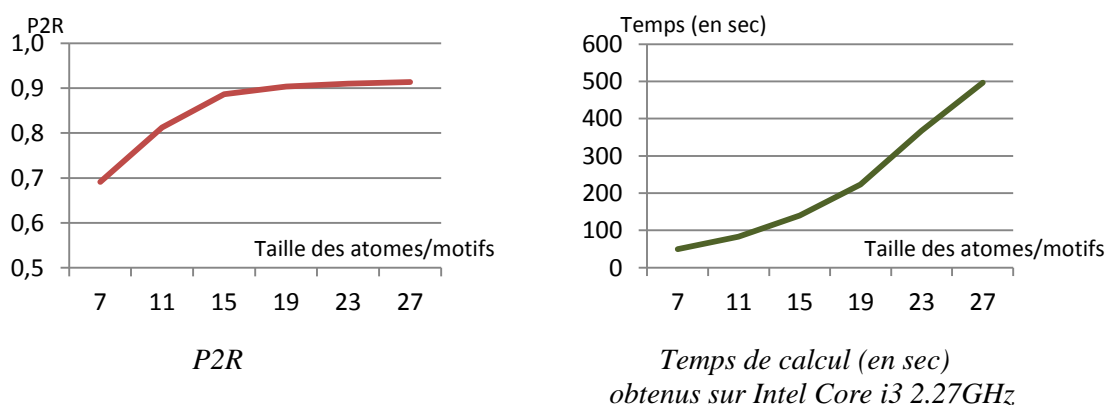 P2R
1,0
0,9
0,8
0,7
0,6
0,5
Taille des atomes/motifs
7 11 15 19 23 27
P2R
Temps (en sec)
600
500
400
300
200
100
0
Taille des atomes/motifs
7 11 15 19 23 27
Temps de calcul (en sec)
obtenus sur Intel Core i3 2.27GHz